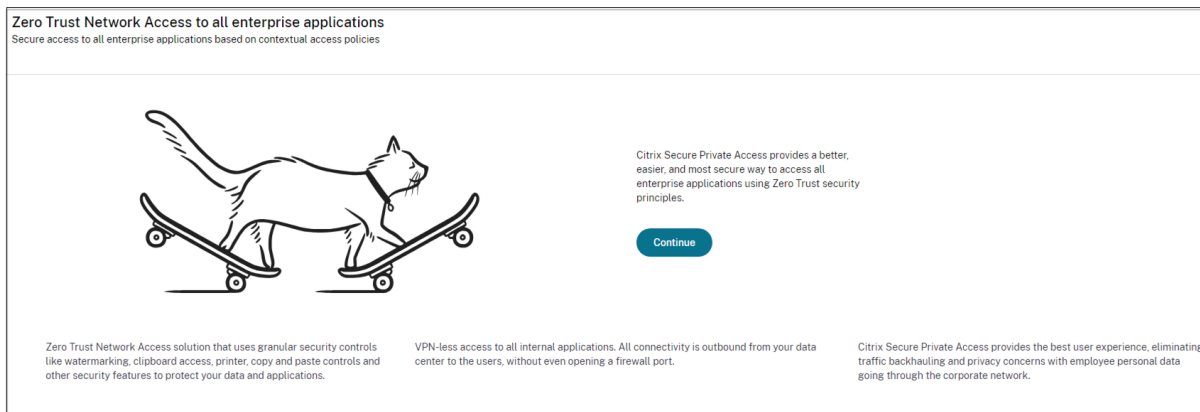 Zero Trust Network Access to all enterprise applications
Secure access to all enterprise applications based on contextual access policies
Citrix Secure Private Access provides a better,
easier, and most secure way to access all
enterprise applications using Zero Trust security
principles.
Continue
Zero Trust Network Access solution that uses granular security controls
like watermarking, clipboard access, printer, copy and paste controls and
other security features to protect your data and applications.
VPN-less access to all internal applications. All connectivity is outbound from your data
center to the users, without even opening a firewall port.
Citrix Secure Private Access provides the best user experience, eliminating
traffic backhauling and privacy concerns with employee personal data
going through the corporate network.